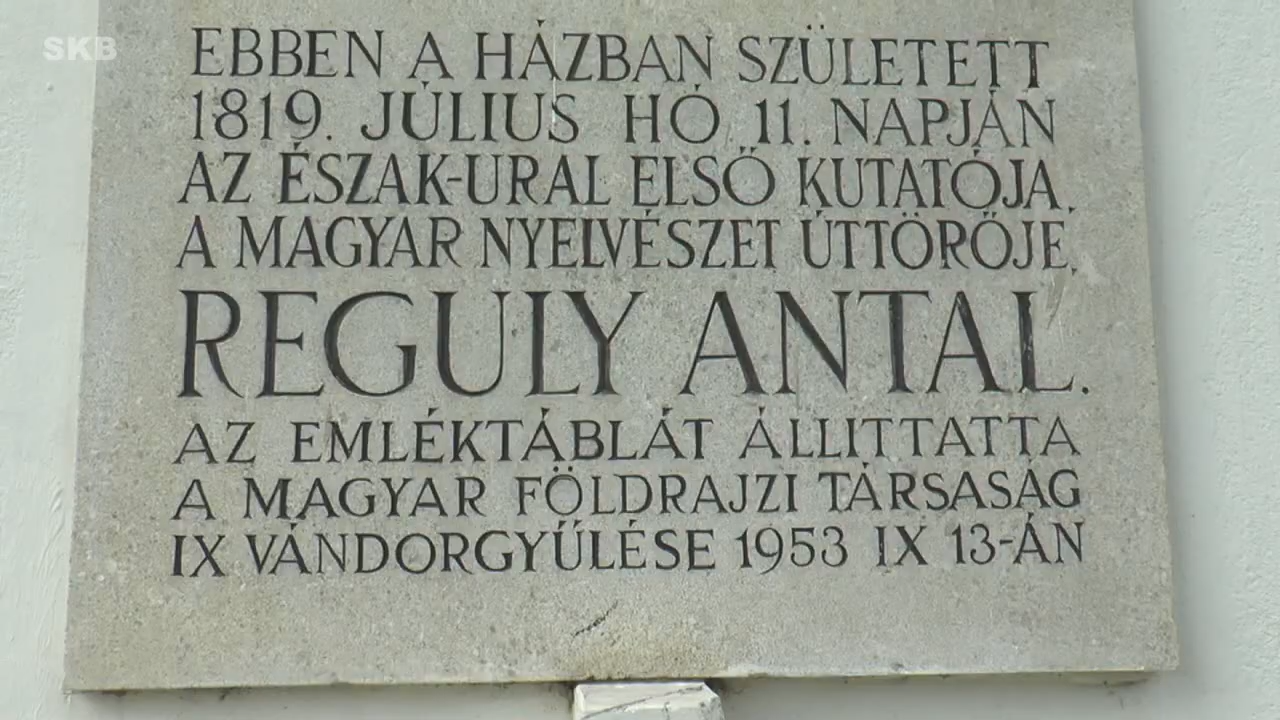 SKB
EBBEN A HÁZBAN SZÜLETETT
1819. JÚLIUS HÓ 11. NAPJÁN
AZ ÉSZAK-URAL ELSŐ KUTATÓJA,
A MAGYAR NYELVÉSZET ÚTTÖRŐJE,
REGULY ANTAL.
AZ EMLÉKTÁBLÁT ÁLLITTATTA
A MAGYAR FÖLDRAJZI TÁRSASÁG
IX VÁNDORGYŰLÉSE 1953 IX 13-ÁN